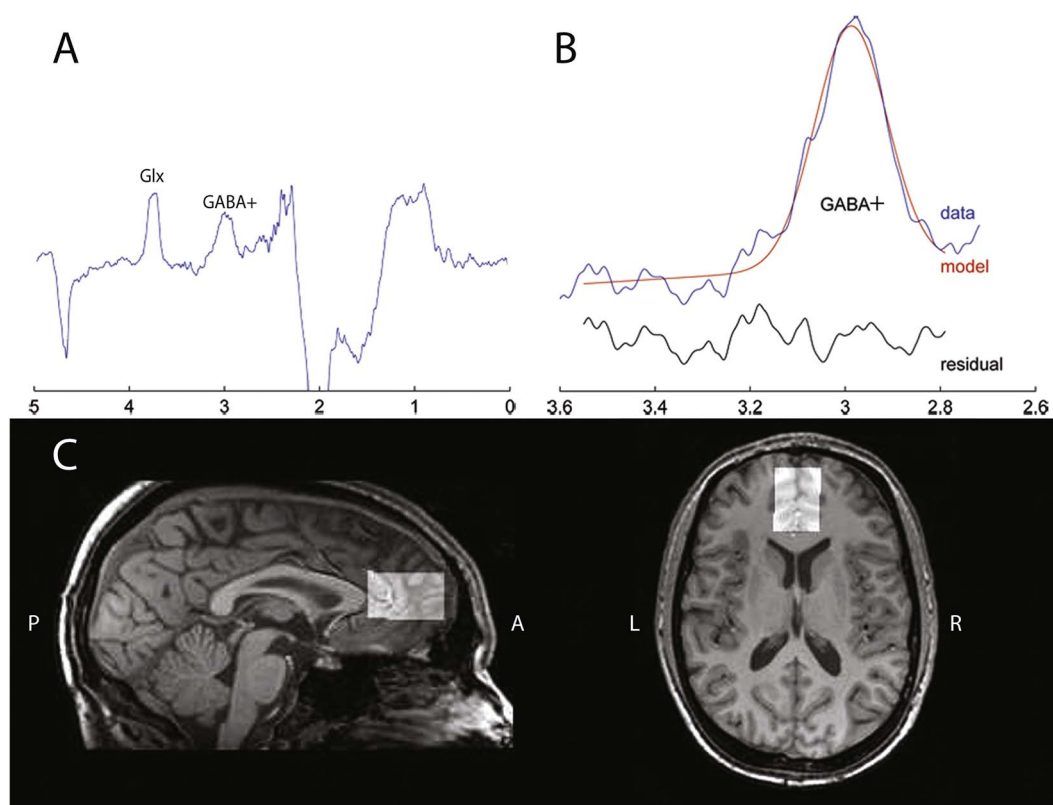 A
B
Glx
GABA+
GABA+
data
model
residual
5 4 3 2 1 0
3.6 3.4 3.2 3 2.8 2.6
C
P A L R